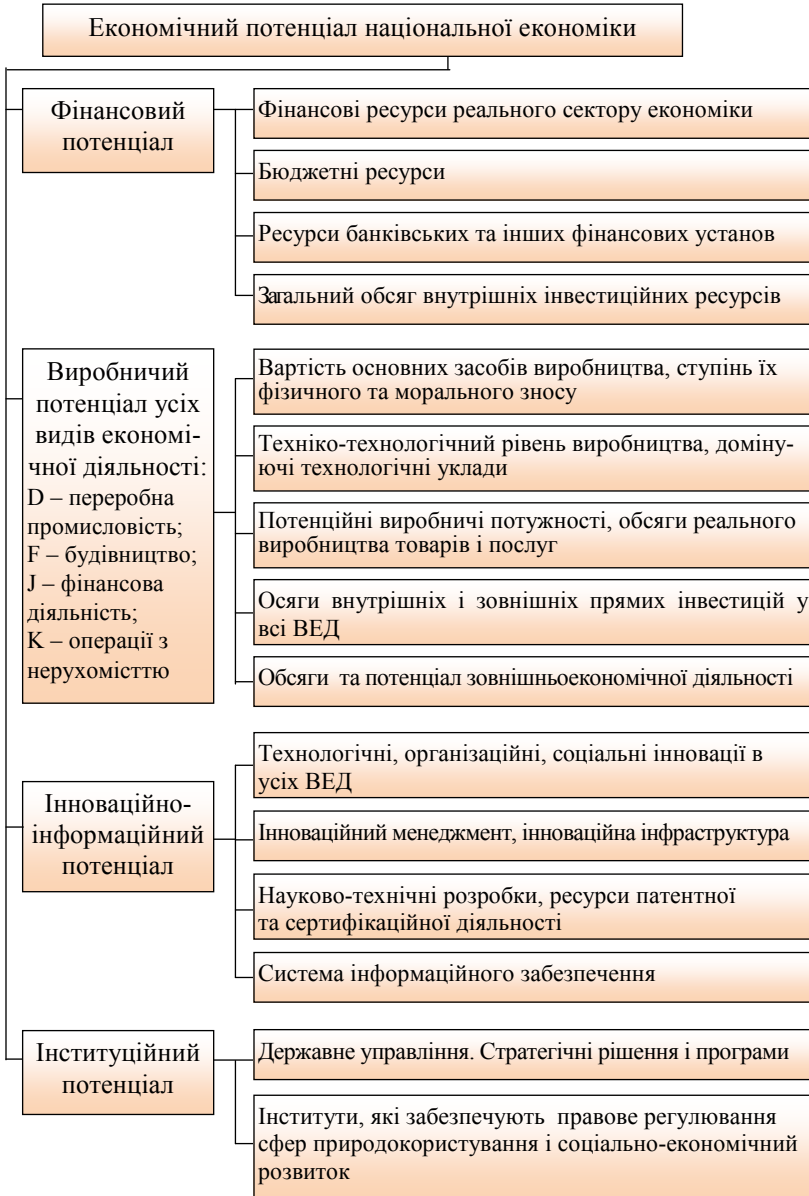 Економічний потенціал національної економіки
Фінансовий
потенціал
Фінансові ресурси реального сектору економіки
Бюджетні ресурси
Ресурси банківських та інших фінансових установ
Загальний обсяг внутрішніх інвестиційних ресурсів
Виробничий
потенціал усіх
видів економі-
чної діяльності:
D – переробна
промисловість;
F – будівництво;
J – фінансова
діяльність;
K – операції з
нерухомісттю
Вартість основних засобів виробництва, ступінь їх
фізичного та морального зносу
Техніко-технологічний рівень виробництва, доміну-
ючі технологічні уклади
Потенційні виробничі потужності, обсяги реального
виробництва товарів і послуг
Осяги внутрішніх і зовнішніх прямих інвестицій у
всі ВЕД
Обсяги та потенціал зовнішньоекономічної діяльності
Інноваційно-
інформаційний
потенціал
Технологічні, організаційні, соціальні інновації в
усіх ВЕД
Інноваційний менеджмент, інноваційна інфраструктура
Науково-технічні розробки, ресурси патентної
та сертифікаційної діяльності
Система інформаційного забезпечення
Інституційний
потенціал
Державне управління. Стратегічні рішення і програми
Інститути, які забезпечують правове регулювання
сфер природокористування і соціально-економічний
розвиток